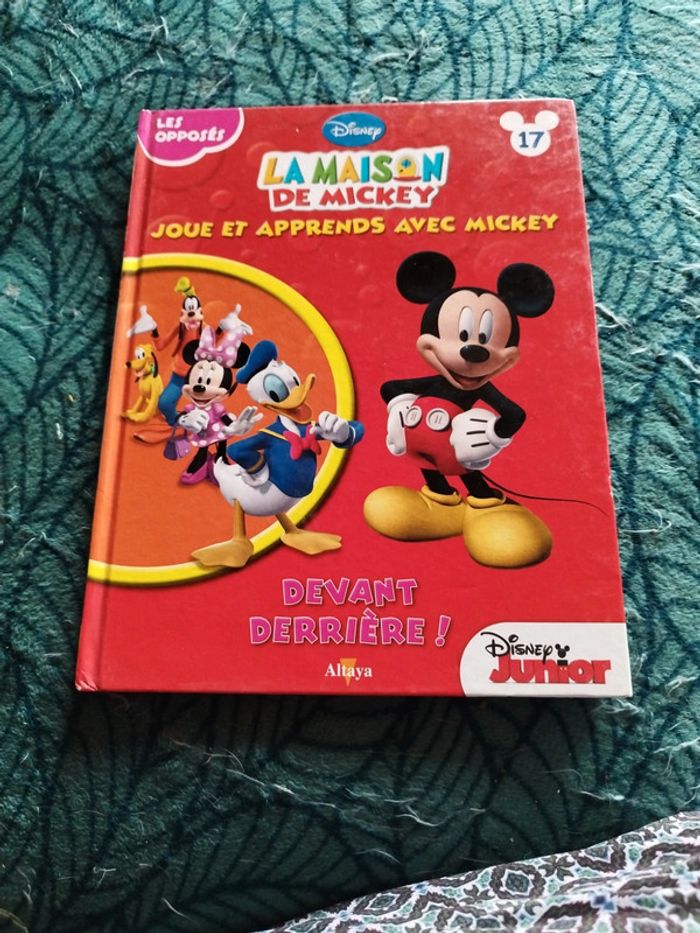 LES
OPPOSÉS
Disney
17
LA MAISON
DE MICKEY
JOUE ET APPRENDS AVEC MICKEY
DEVANT
DERRIÈRE !
Altaya
Disney
Junior